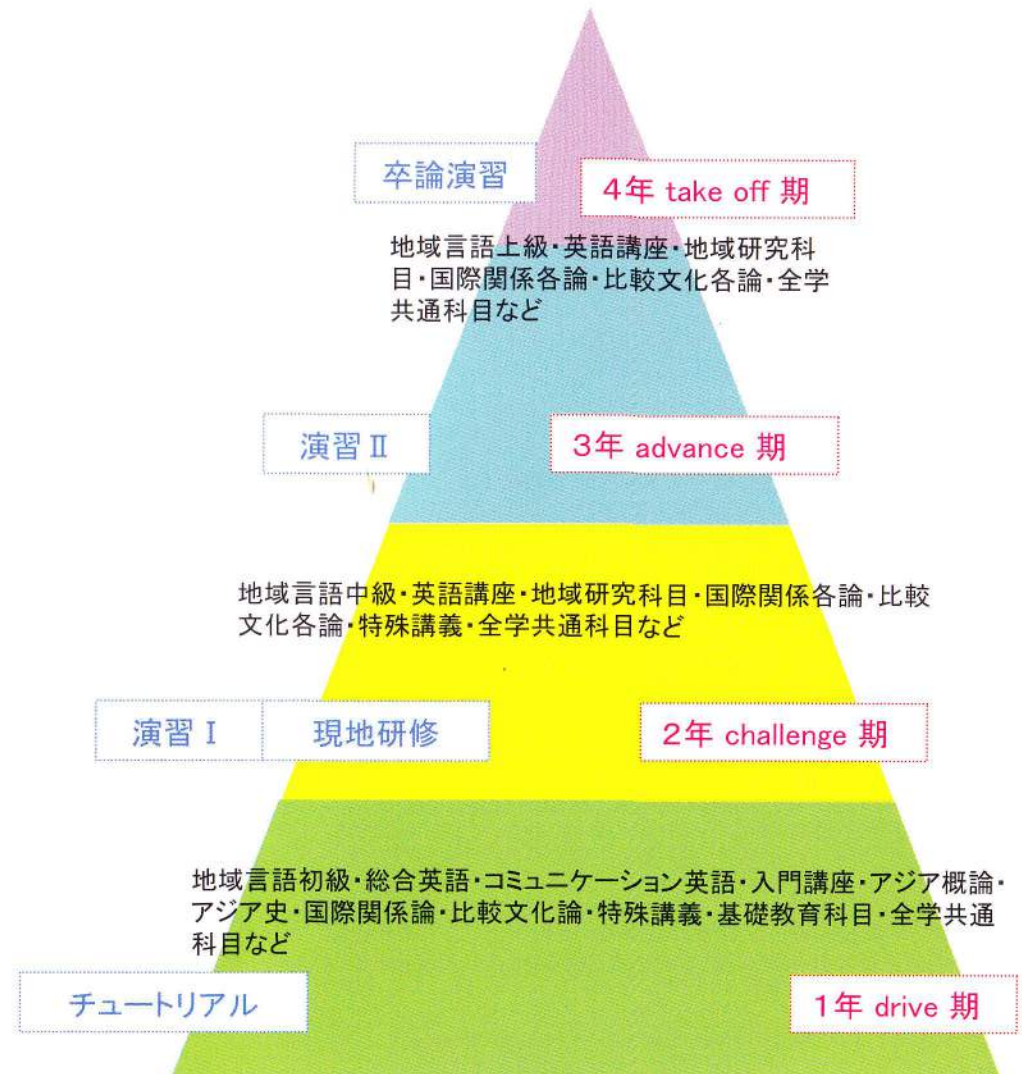 卒論演習
4年 take off 期
地域言語上級・英語講座・地域研究科
目・国際関係各論・比較文化各論・全学
共通科目など
演習Ⅱ
3年 advance 期
地域言語中級・英語講座・地域研究科目・国際関係各論・比較
文化各論・特殊講義・全学共通科目など
演習Ⅰ
現地研修
2年 challenge 期
地域言語初級・総合英語・コミュニケーション英語・入門講座・アジア概論・
アジア史・国際関係論・比較文化論・特殊講義・基礎教育科目・全学共通
科目など
チュートリアル
1年 drive 期